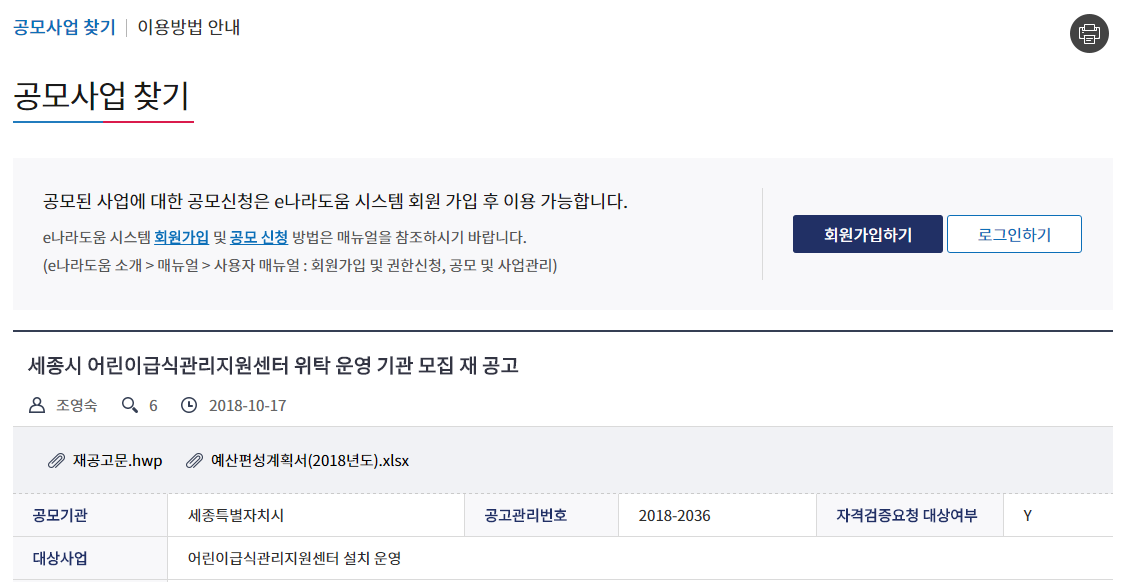 공모사업 찾기 이용방법 안내
공모사업 찾기
공모된 사업에 대한 공모신청은 e나라도움 시스템 회원 가입 후 이용 가능합니다.
e나라도움 시스템 회원가입 및 공모 신청 방법은 매뉴얼을 참조하시기 바랍니다.
(e나라도움 소개 > 매뉴얼 > 사용자 매뉴얼 : 회원가입 및 권한신청, 공모 및 사업관리)
회원가입하기 로그인하기
세종시 어린이급식관리지원센터 위탁 운영 기관 모집 재 공고
조영숙 6 2018-10-17
재공고문.hwp 예산편성계획서(2018년도).xlsx
공모기관 세종특별자치시 공고관리번호 2018-2036 자격검증요청 대상여부 Y
대상사업 어린이급식관리지원센터 설치 운영